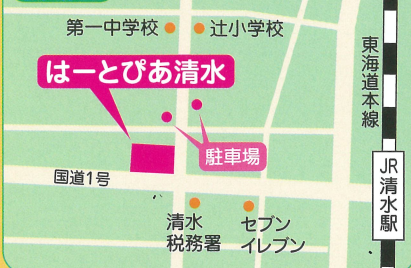 第一中学校
辻小学校
はーとぴあ清水
東海道本線
駐車場
国道1号
JR清水駅
清水
税務署
セブン
イレブン